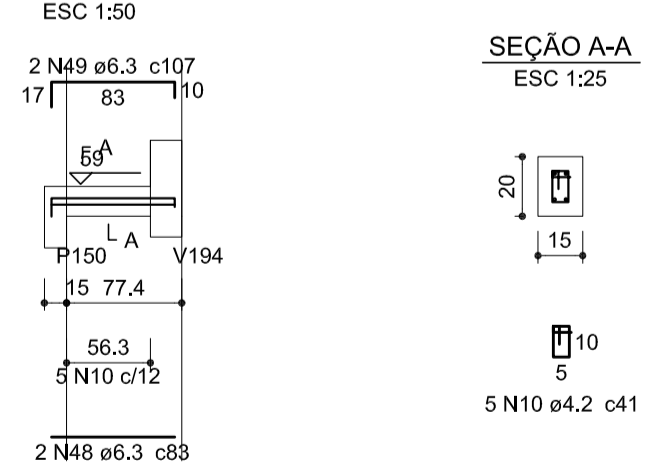 ESC 1:50
2 N49 ø6.3 c107
17 83 10
A
59
A
P150 V194
15 77.4
56.3
5 N10 c/12
2 N48 ø6.3 c83
SEÇÃO A-A
ESC 1:25
20
15
10
5
5 N10 ø4.2 c41